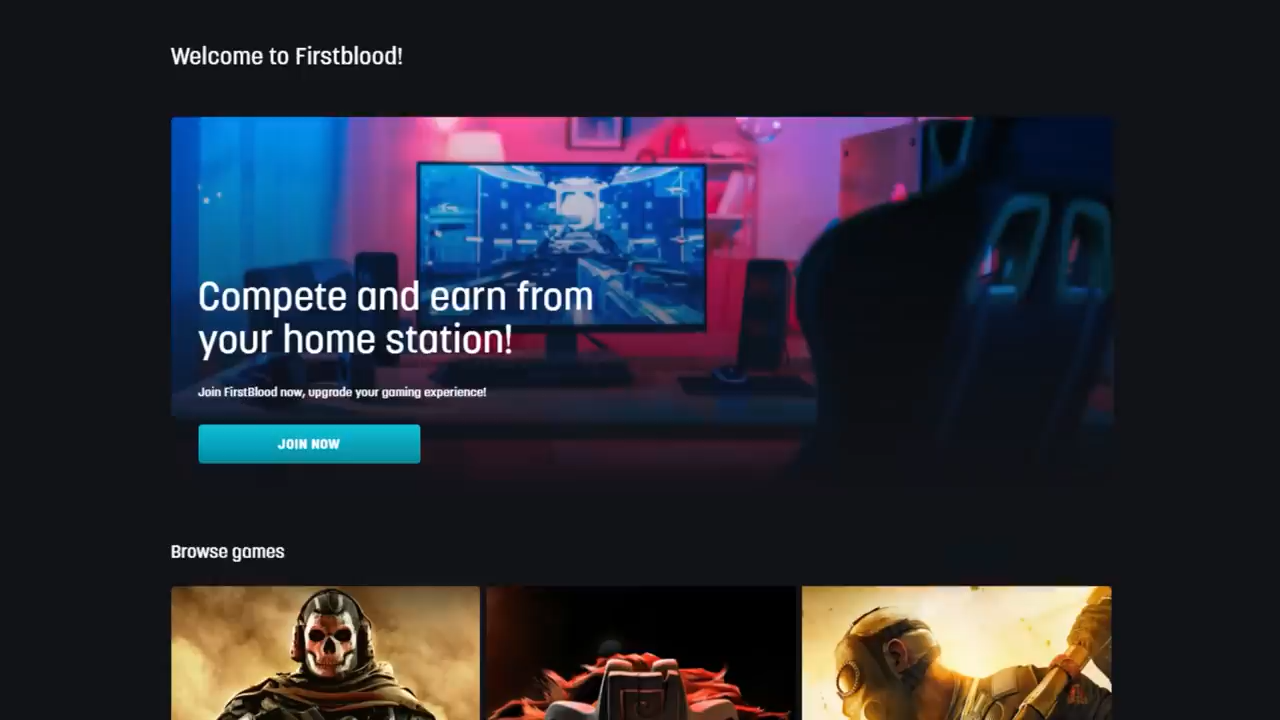 Welcome to Firstblood!
Compete and earn from
your home station!
Join FirstBlood now, upgrade your gaming experience!
JOIN NOW
Browse games